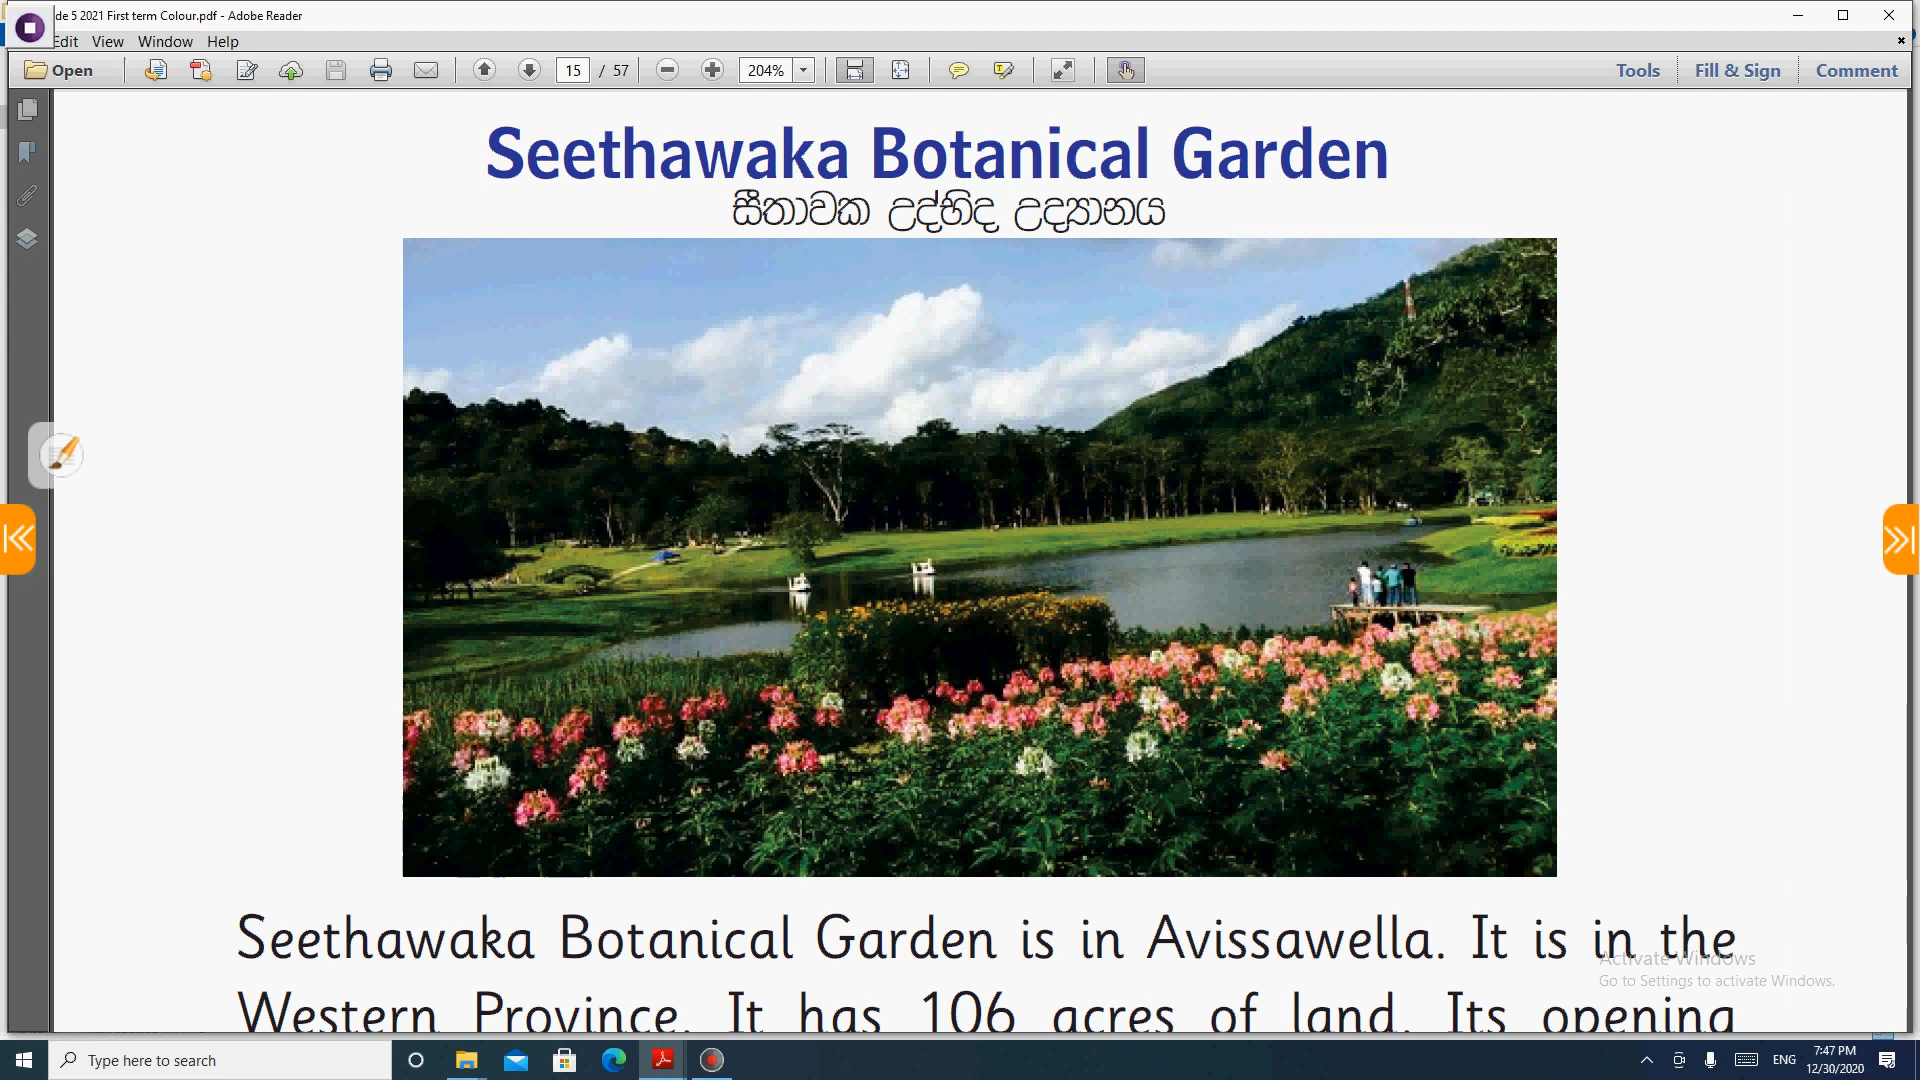 de 5 2021 First term Colour.pdf - Adobe Reader
Edit View Window Help
Open 15 / 57 204% Tools Fill & Sign Comment
Seethawaka Botanical Garden
සීතාවක උද්භිද උද්‍යානය
Seethawaka Botanical Garden is in Avissawella. It is in the
Western Province. It has 106 acres of land. Its opening
Activate Windows
Go to Settings to activate Windows.
Type here to search ENG 7:47 PM
12/30/2020